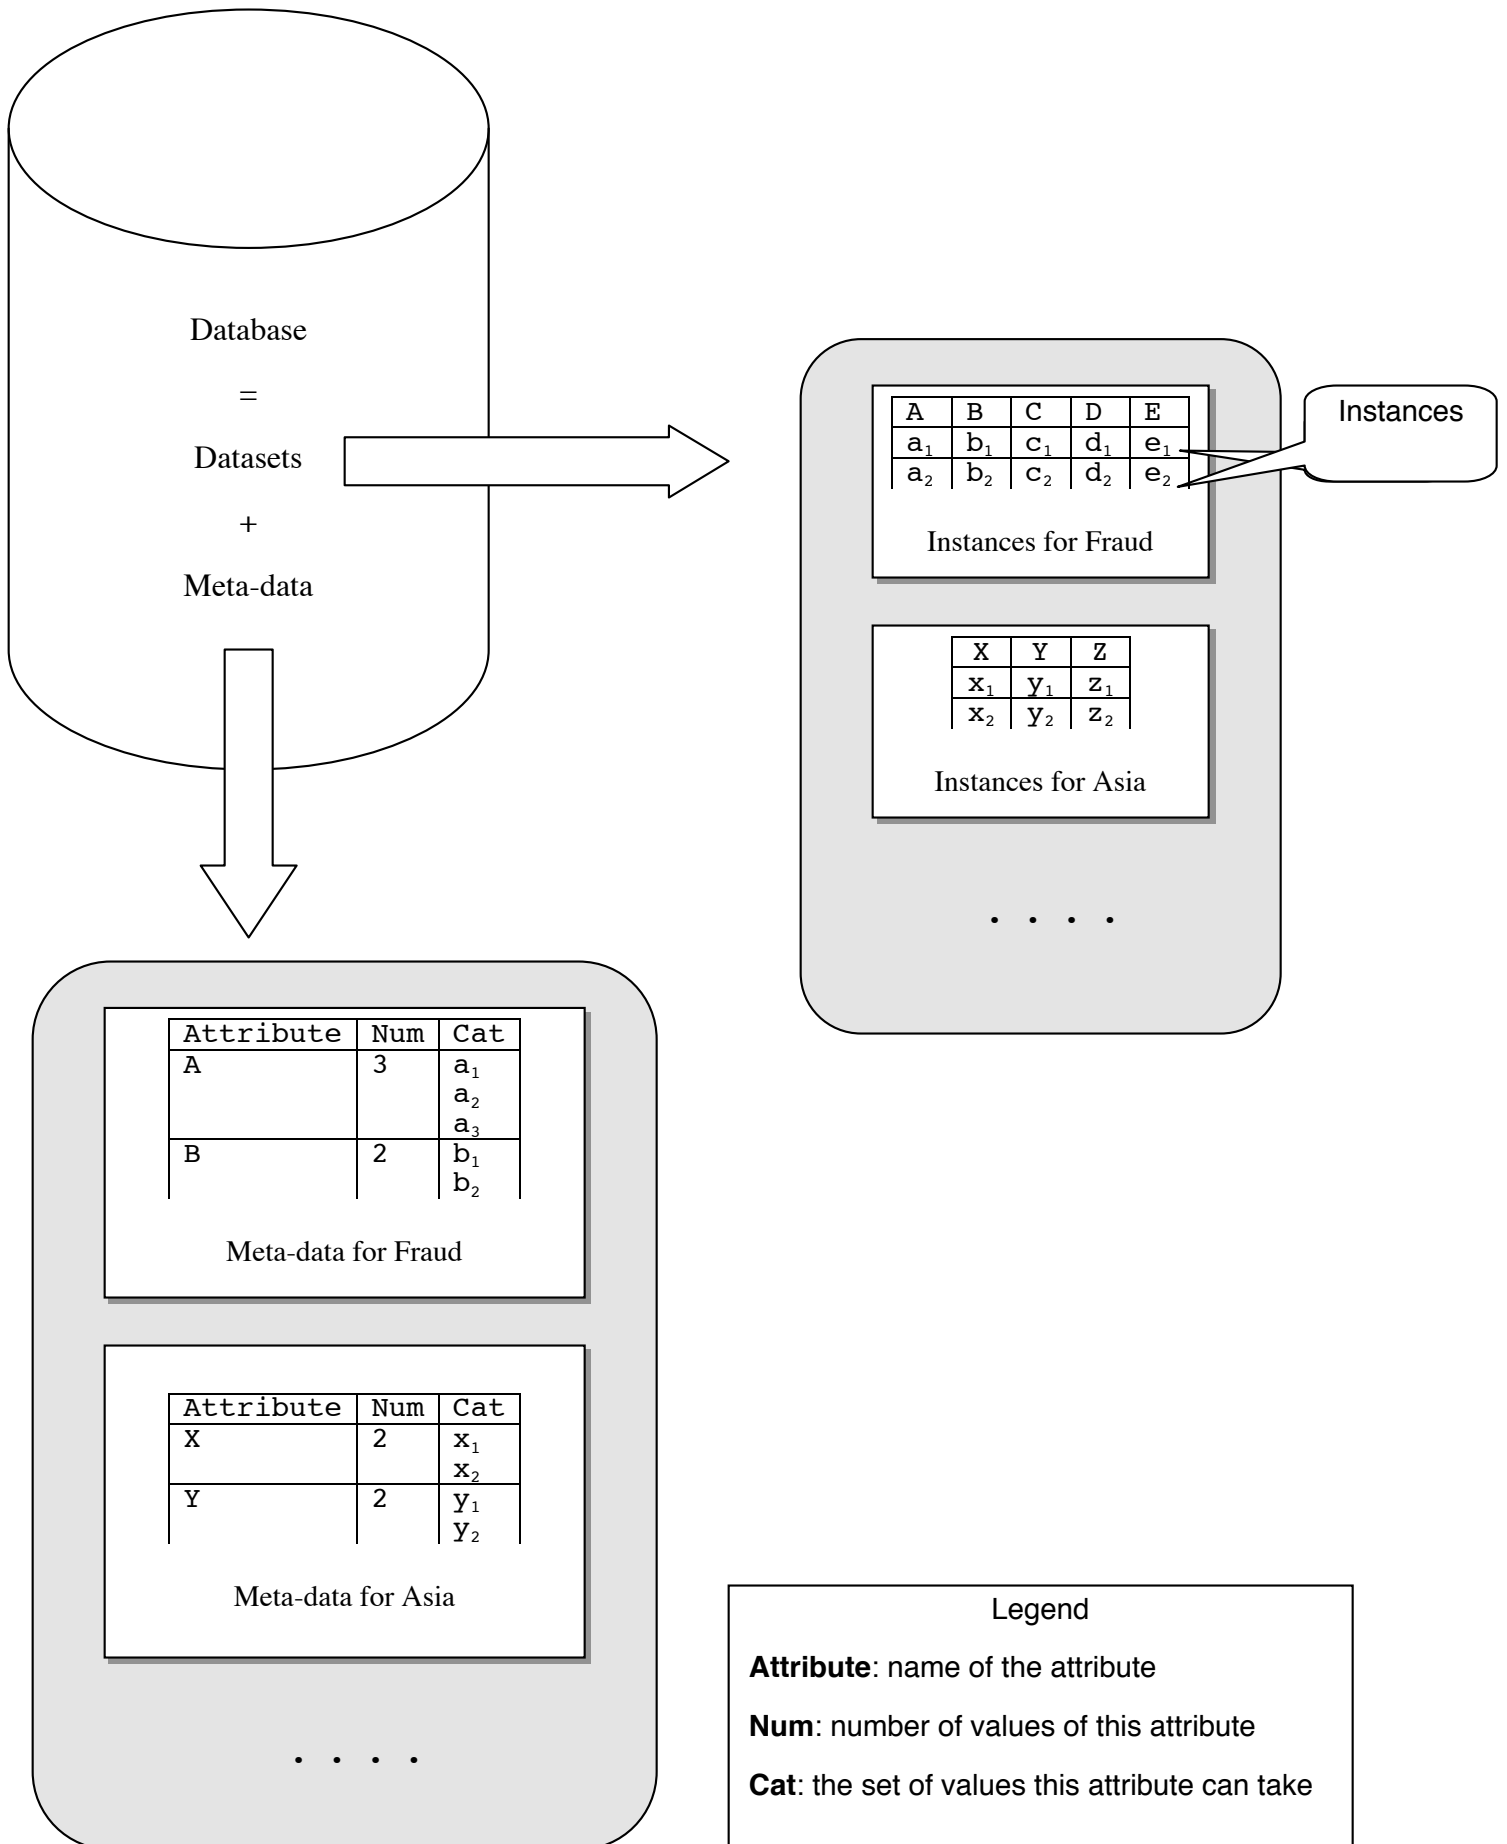 Database
=
Datasets
+
Meta-data
A B C D E
a₁ b₁ c₁ d₁ e₁
a₂ b₂ c₂ d₂ e₂
Instances for Fraud
Instances
X Y Z
x₁ y₁ z₁
x₂ y₂ z₂
Instances for Asia
. . . .
Attribute Num Cat
A 3 a₁
a₂
a₃
B 2 b₁
b₂
Meta-data for Fraud
Attribute Num Cat
X 2 x₁
x₂
Y 2 y₁
y₂
Meta-data for Asia
. . . .
Legend
Attribute: name of the attribute
Num: number of values of this attribute
Cat: the set of values this attribute can take